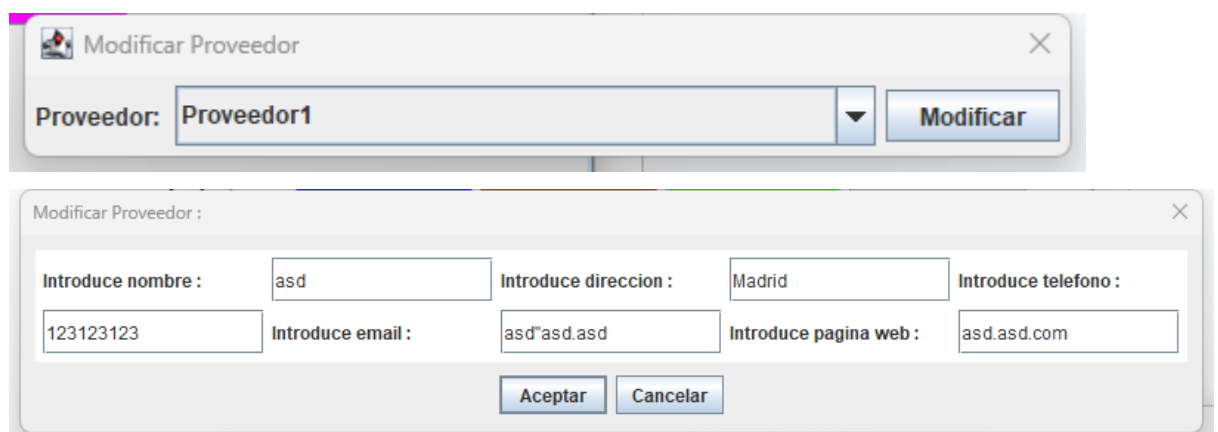 Modificar Proveedor
Proveedor: Proveedor1 Modificar
Modificar Proveedor :
Introduce nombre : asd Introduce direccion : Madrid Introduce telefono :
123123123 Introduce email : asd"asd.asd Introduce pagina web : asd.asd.com
Aceptar Cancelar